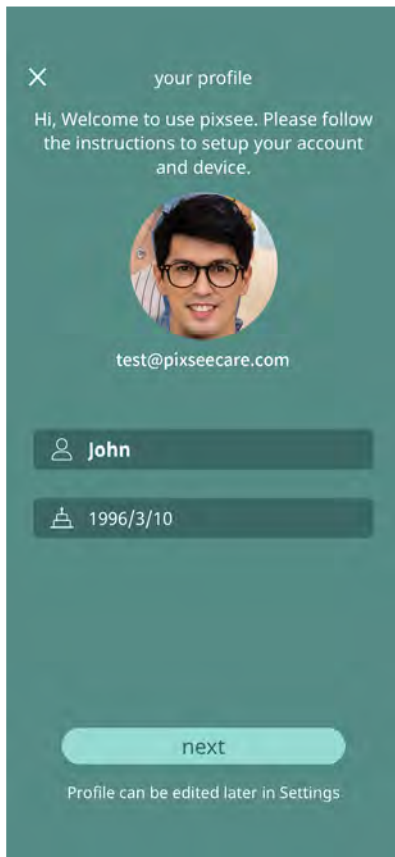 your profile
Hi, Welcome to use pixsee. Please follow
the instructions to setup your account
and device.
test@pixseecare.com
John
1996/3/10
next
Profile can be edited later in Settings